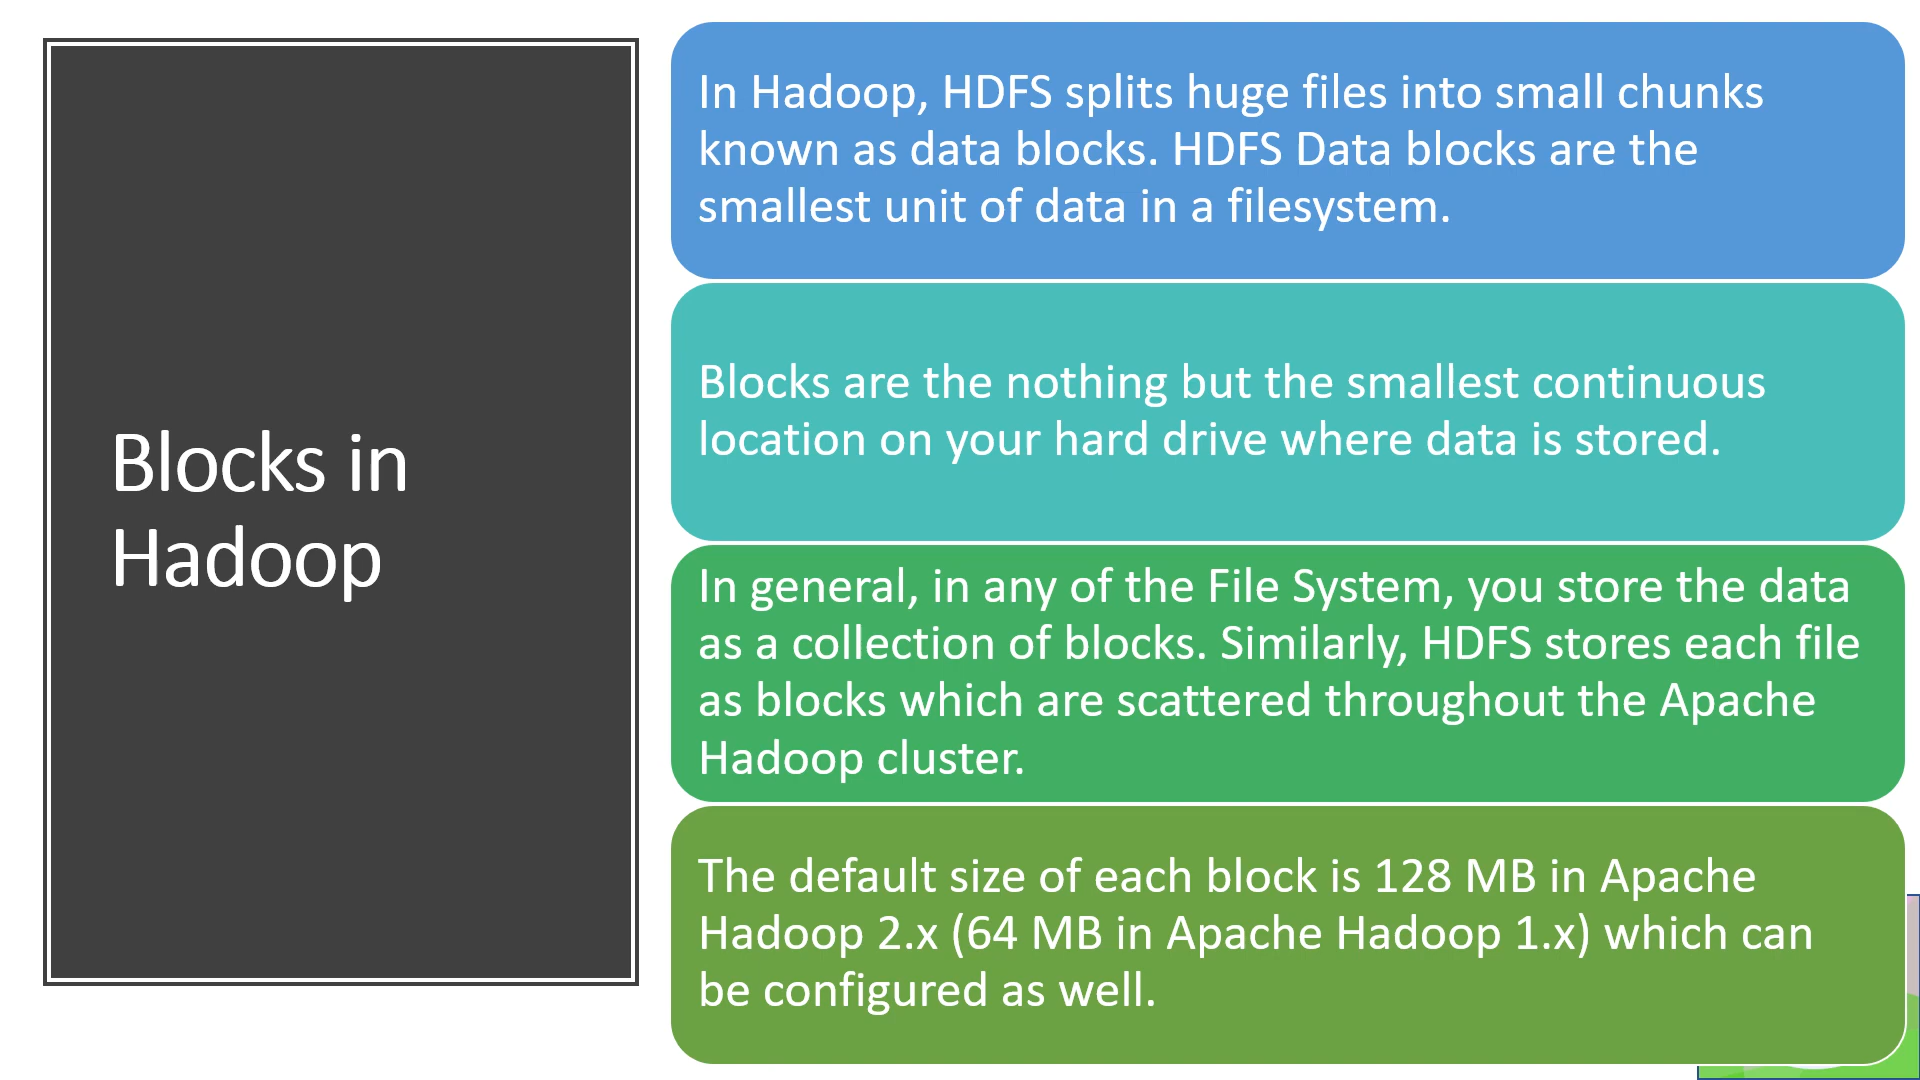 Blocks in
Hadoop
In Hadoop, HDFS splits huge files into small chunks
known as data blocks. HDFS Data blocks are the
smallest unit of data in a filesystem.
Blocks are the nothing but the smallest continuous
location on your hard drive where data is stored.
In general, in any of the File System, you store the data
as a collection of blocks. Similarly, HDFS stores each file
as blocks which are scattered throughout the Apache
Hadoop cluster.
The default size of each block is 128 MB in Apache
Hadoop 2.x (64 MB in Apache Hadoop 1.x) which can
be configured as well.